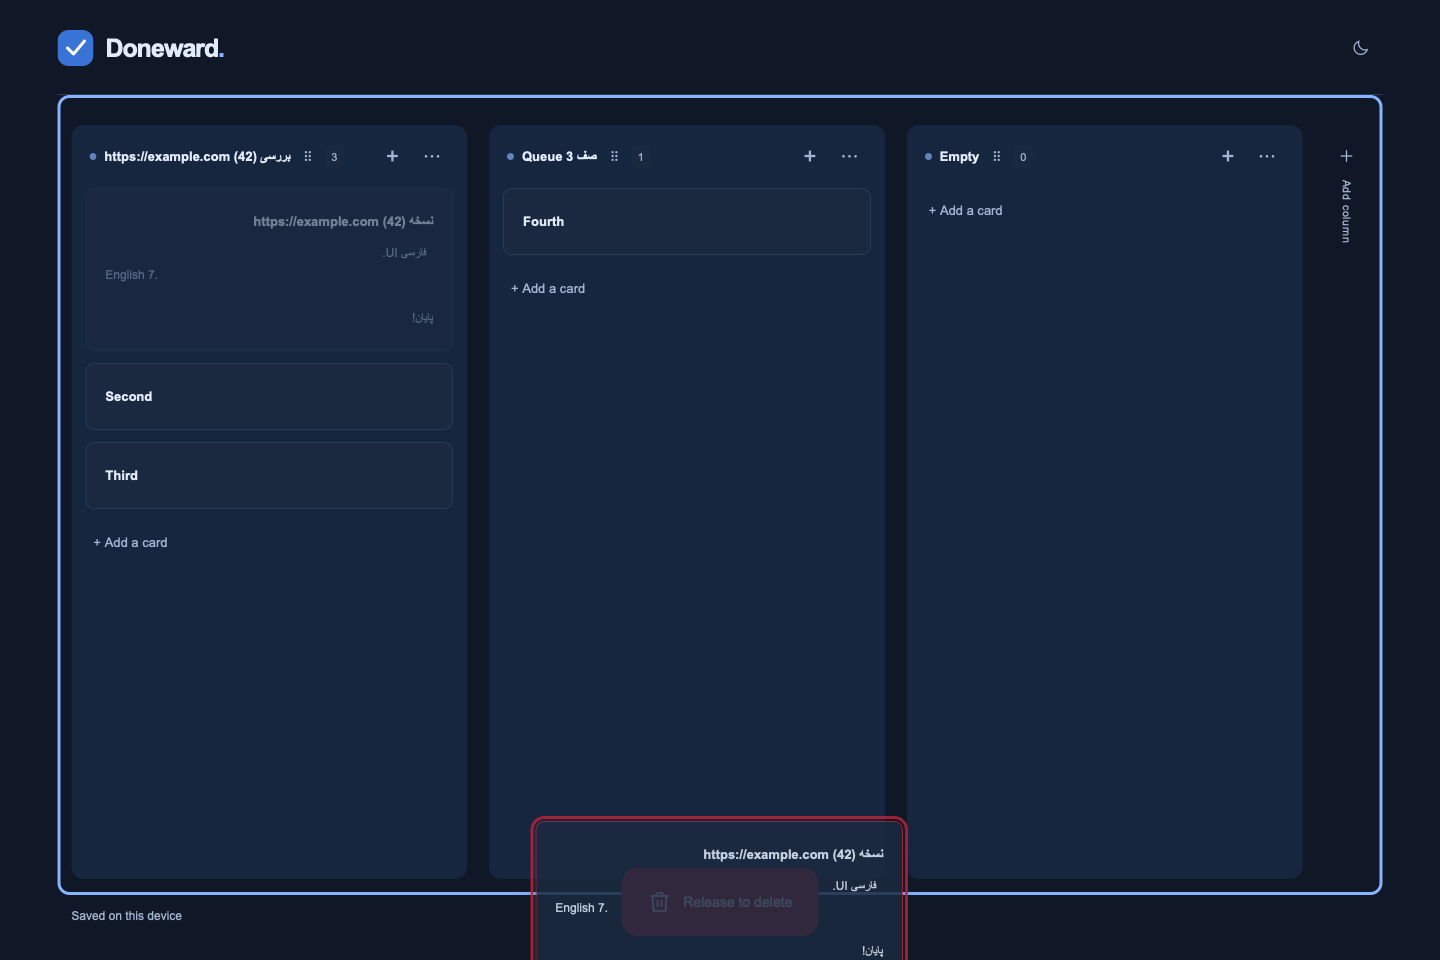 Doneward.
بررسی (42) https://example.com
3
نسخه (42) https://example.com
فارسی UI.
English 7.
پایان!
Second
Third
+ Add a card
Queue 3 صف
1
Fourth
+ Add a card
Empty
0
+ Add a card
Add column
نسخه (42) https://example.com
فارسی UI.
English 7.
Release to delete
پایان!
Saved on this device